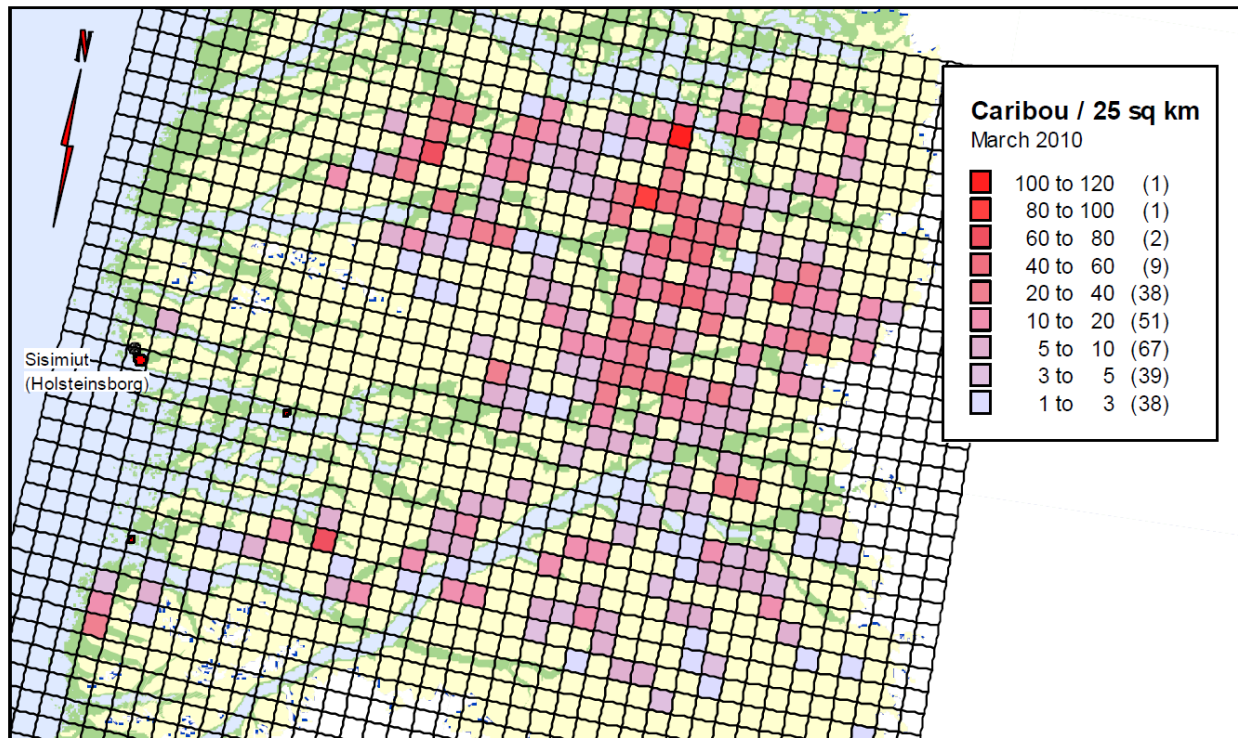 N
Caribou / 25 sq km
March 2010
100 to 120 (1)
80 to 100 (1)
60 to 80 (2)
40 to 60 (9)
20 to 40 (38)
10 to 20 (51)
5 to 10 (67)
3 to 5 (39)
1 to 3 (38)
Sisimiut
(Holsteinsborg)